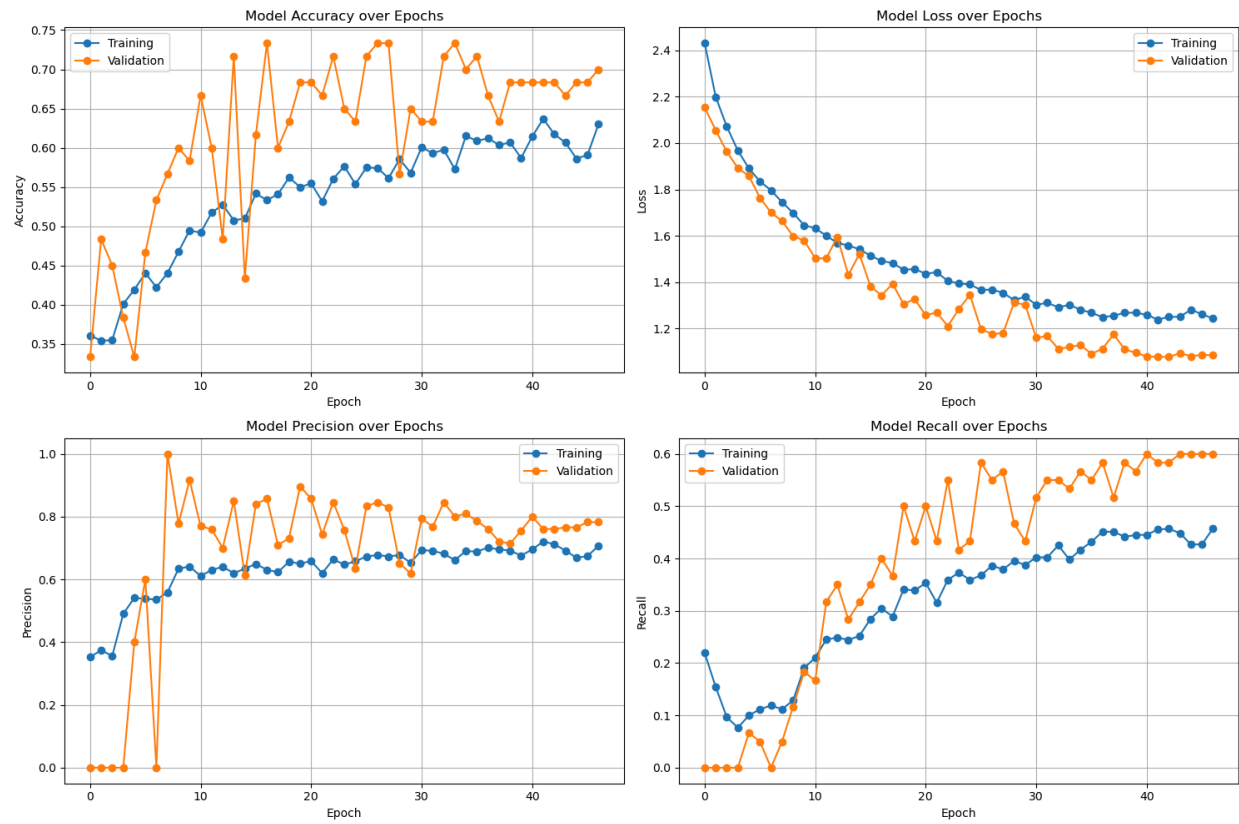 Model Accuracy over Epochs
Training
Validation
Accuracy
0.75
0.70
0.65
0.60
0.55
0.50
0.45
0.40
0.35
0 10 20 30 40
Epoch
Model Loss over Epochs
Training
Validation
Loss
2.4
2.2
2.0
1.8
1.6
1.4
1.2
0 10 20 30 40
Epoch
Model Precision over Epochs
Training
Validation
Precision
1.0
0.8
0.6
0.4
0.2
0.0
0 10 20 30 40
Epoch
Model Recall over Epochs
Training
Validation
Recall
0.6
0.5
0.4
0.3
0.2
0.1
0.0
0 10 20 30 40
Epoch